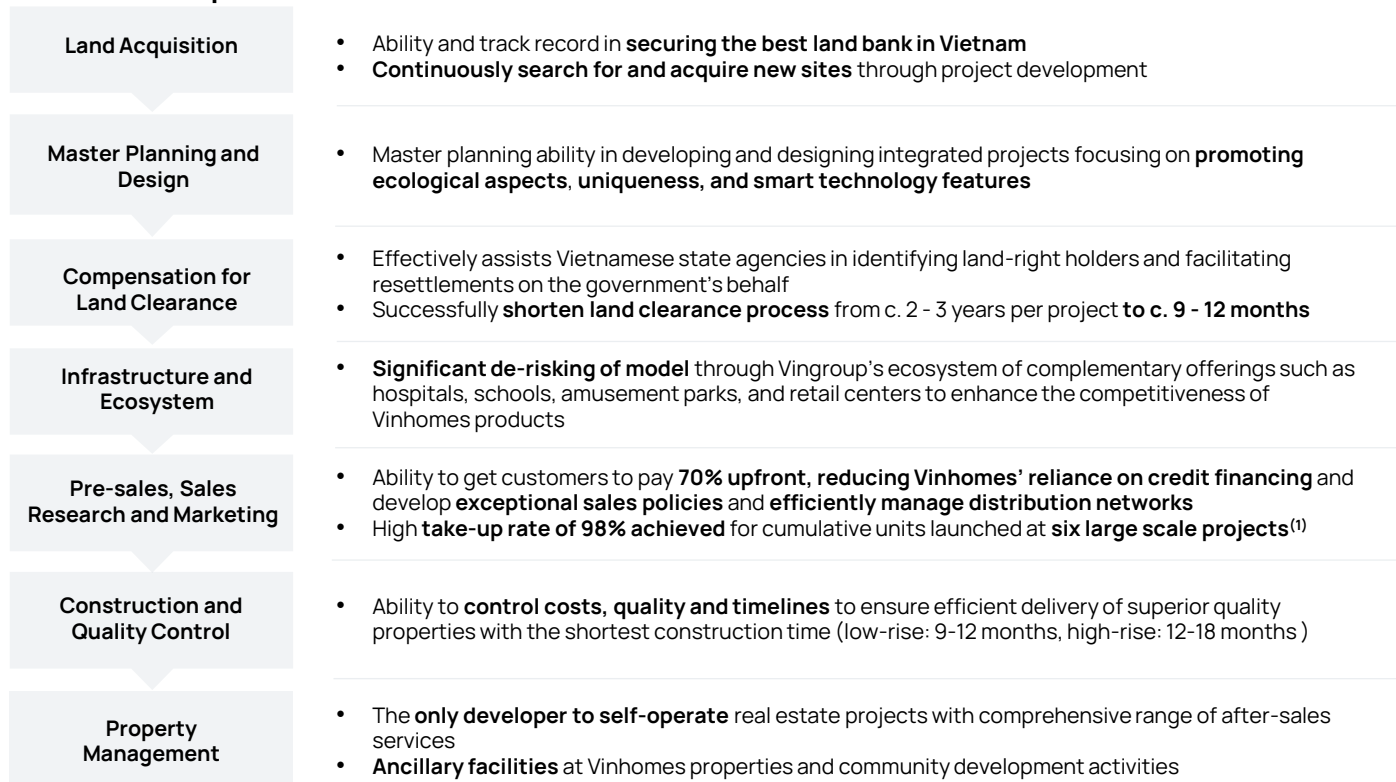 Land Acquisition
• Ability and track record in securing the best land bank in Vietnam
• Continuously search for and acquire new sites through project development
Master Planning and
Design
• Master planning ability in developing and designing integrated projects focusing on promoting
ecological aspects, uniqueness, and smart technology features
Compensation for
Land Clearance
• Effectively assists Vietnamese state agencies in identifying land-right holders and facilitating
resettlements on the government's behalf
• Successfully shorten land clearance process from c. 2 - 3 years per project to c. 9 - 12 months
Infrastructure and
Ecosystem
• Significant de-risking of model through Vingroup's ecosystem of complementary offerings such as
hospitals, schools, amusement parks, and retail centers to enhance the competitiveness of
Vinhomes products
Pre-sales, Sales
Research and Marketing
• Ability to get customers to pay 70% upfront, reducing Vinhomes' reliance on credit financing and
develop exceptional sales policies and efficiently manage distribution networks
• High take-up rate of 98% achieved for cumulative units launched at six large scale projects(1)
Construction and
Quality Control
• Ability to control costs, quality and timelines to ensure efficient delivery of superior quality
properties with the shortest construction time (low-rise: 9-12 months, high-rise: 12-18 months )
Property
Management
• The only developer to self-operate real estate projects with comprehensive range of after-sales
services
• Ancillary facilities at Vinhomes properties and community development activities